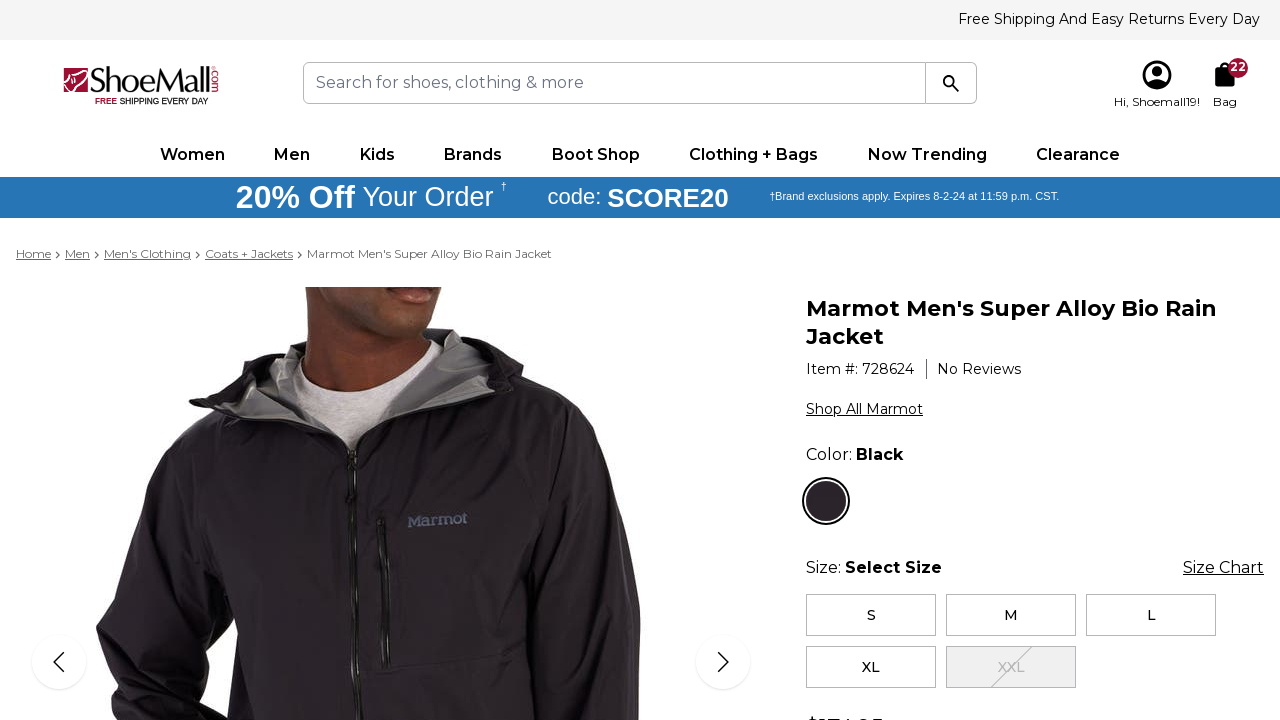 Free Shipping And Easy Returns Every Day
ShoeMall.com
FREE SHIPPING EVERY DAY
Search for shoes, clothing & more
22
Hi, Shoemall19!
Bag
Women
Men
Kids
Brands
Boot Shop
Clothing + Bags
Now Trending
Clearance
20% Off Your Order † code: SCORE20 †Brand exclusions apply. Expires 8-2-24 at 11:59 p.m. CST.
Home > Men > Men's Clothing > Coats + Jackets > Marmot Men's Super Alloy Bio Rain Jacket
Marmot
Marmot Men's Super Alloy Bio Rain
Jacket
Item #: 728624 | No Reviews
Shop All Marmot
Color: Black
Size: Select Size
Size Chart
S
M
L
XL
XXL